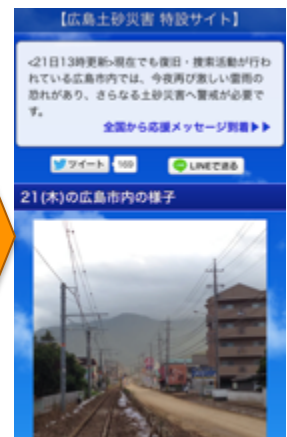 【広島土砂災害 特設サイト】
<21日13時更新>現在でも復旧・捜索活動が行わ
れている広島市内では、今夜再び激しい雷雨の
恐れがあり、さらなる土砂災害へ警戒が必要で
す。
全国から応援メッセージ到着▶▶
ツイート 169 LINEで送る
21(木)の広島市内の様子